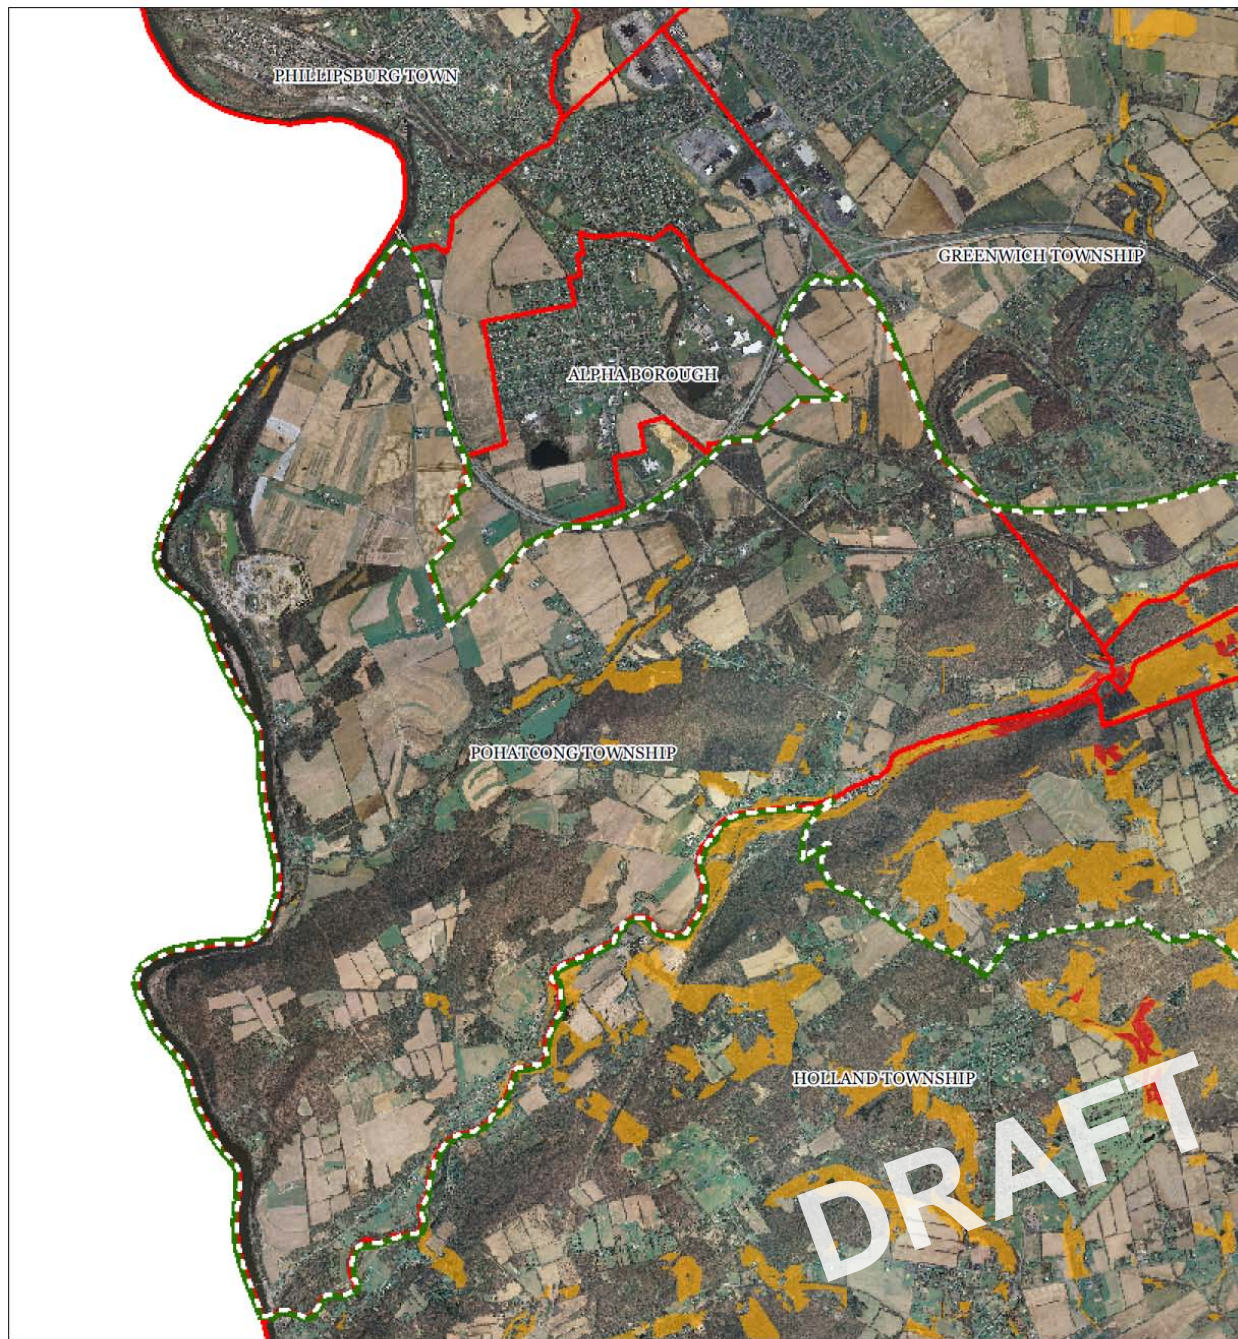 PHILLIPSBURG TOWN
GREENWICH TOWNSHIP
ALPHA BOROUGH
POHATCONG TOWNSHIP
HOLLAND TOWNSHIP
DRAFT